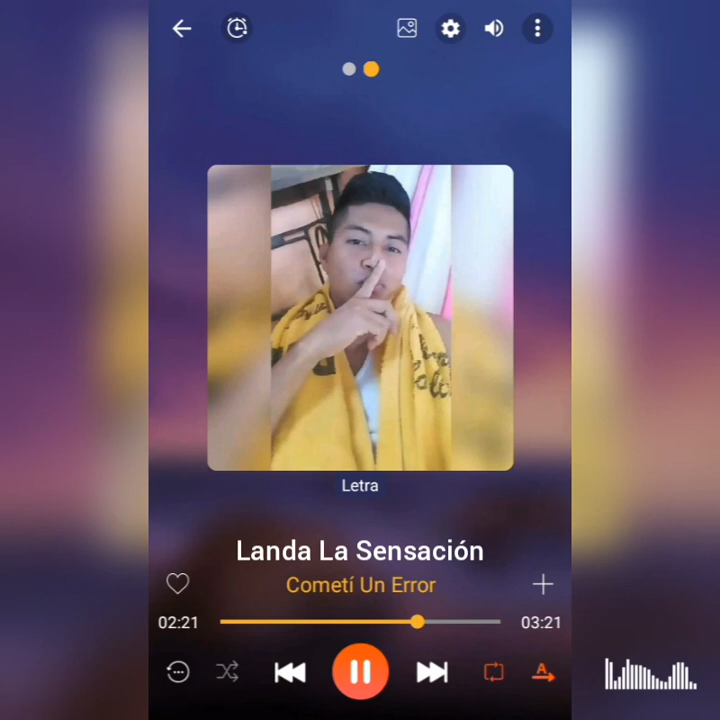 Letra
Landa La Sensación
Cometí Un Error
02:21
03:21
A